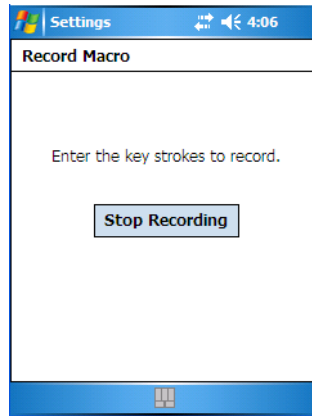 Settings 4:06
Record Macro
Enter the key strokes to record.
Stop Recording